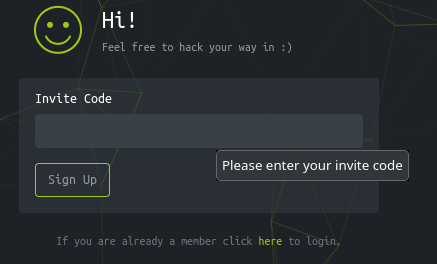 Hi!
Feel free to hack your way in :)
Invite Code
Please enter your invite code
Sign Up
If you are already a member click here to login.